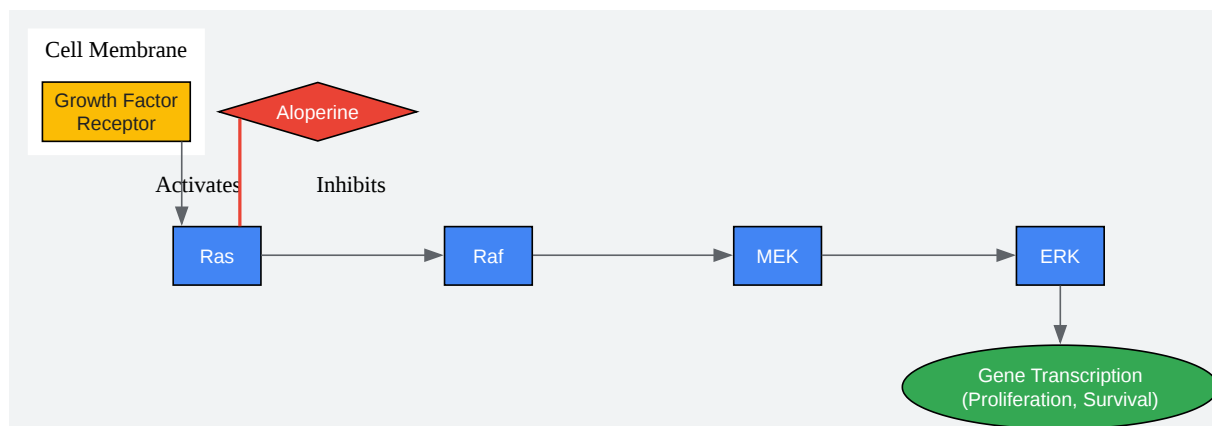 Cell Membrane
Growth Factor
Receptor
Aloperine
Activates
Inhibits
Ras
Raf
MEK
ERK
Gene Transcription
(Proliferation, Survival)